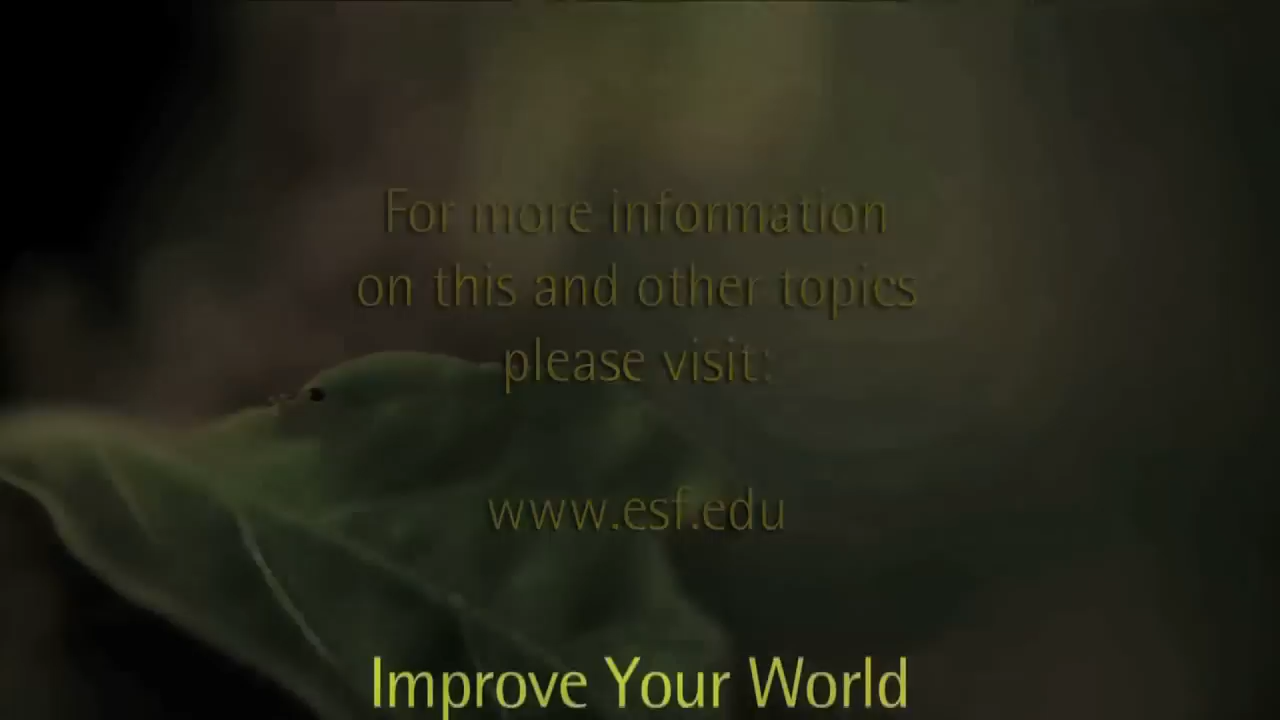 For more information
on this and other topics
please visit:
www.esf.edu
Improve Your World